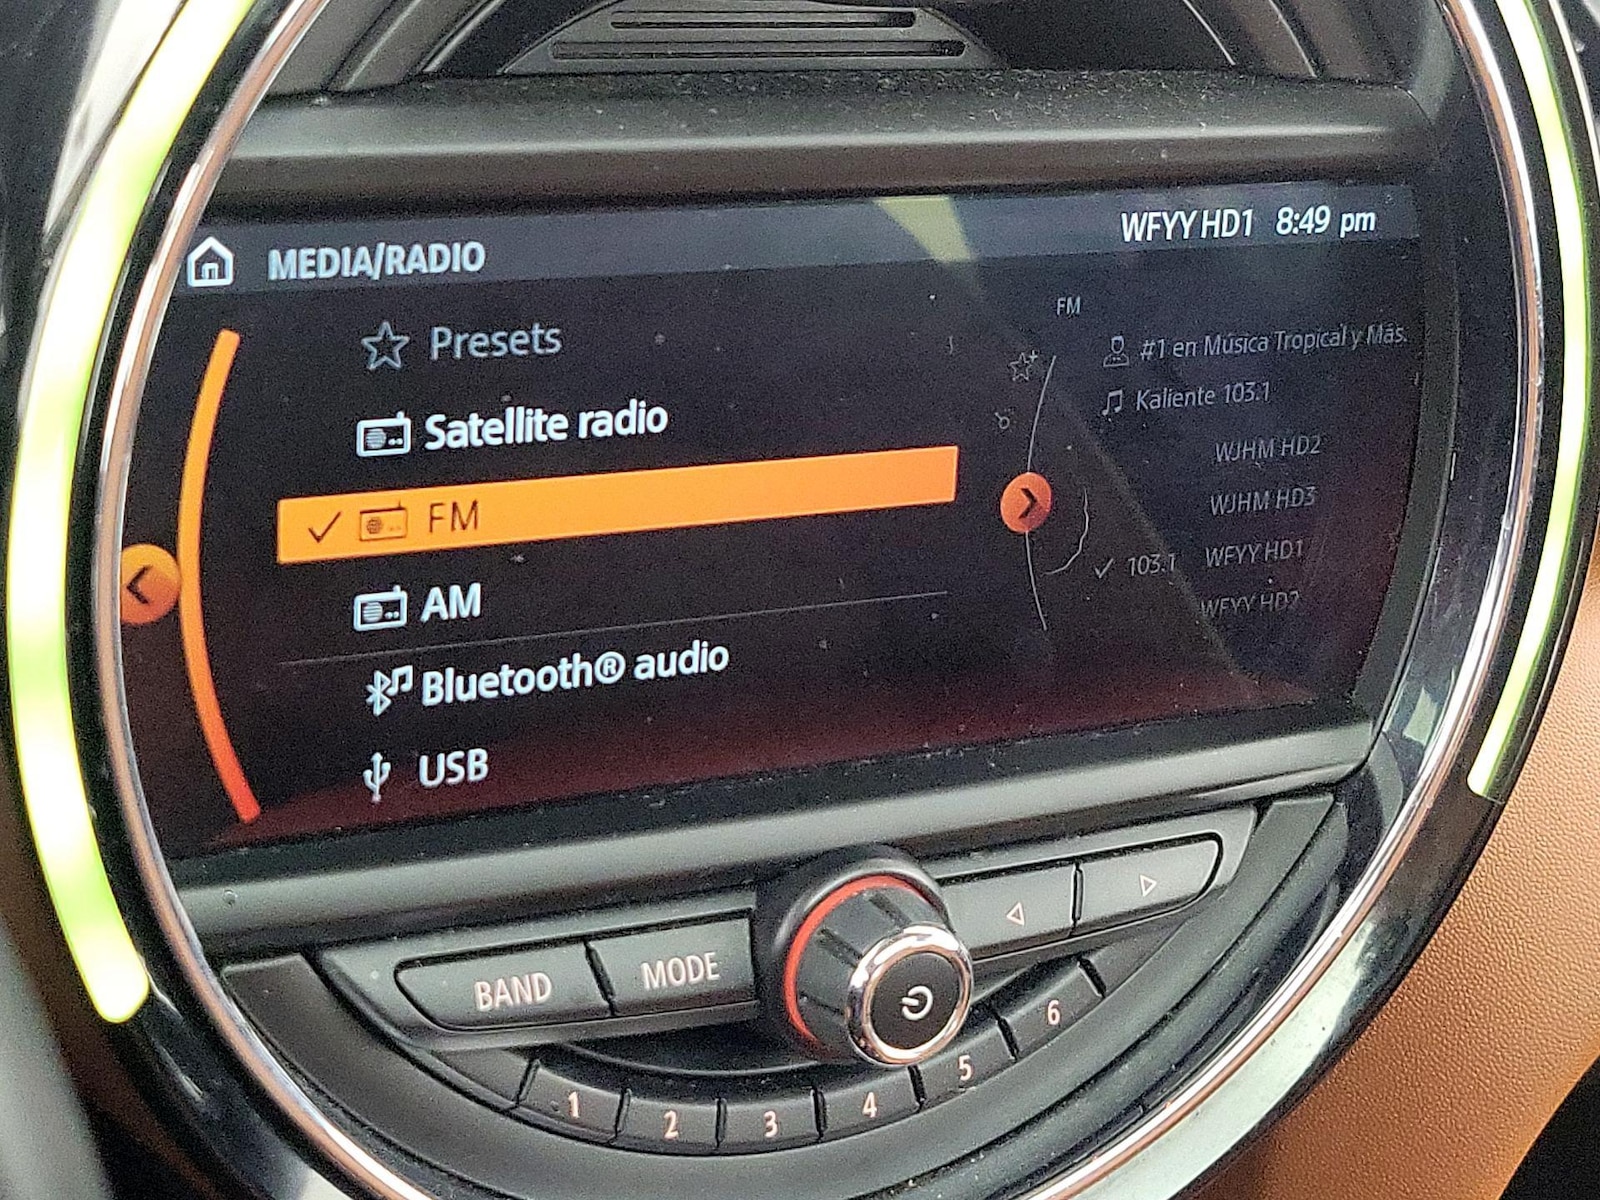 MEDIA/RADIO
WFYY HD1 8:49 pm
Presets
Satellite radio
FM
AM
Bluetooth® audio
USB
FM
#1 en Música Tropical y Más.
Kaliente 103.1
WJHM HD2
WJHM HD3
103.1 WFYY HD1
WFYY HD2
BAND
MODE
1
2
3
4
5
6